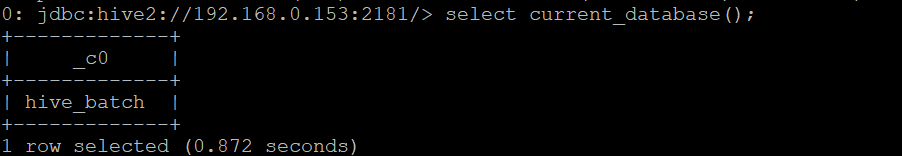 0: jdbc:hive2://192.168.0.153:2181/> select current_database();
+-------------+
|     _c0     |
+-------------+
| hive_batch  |
+-------------+
1 row selected (0.872 seconds)